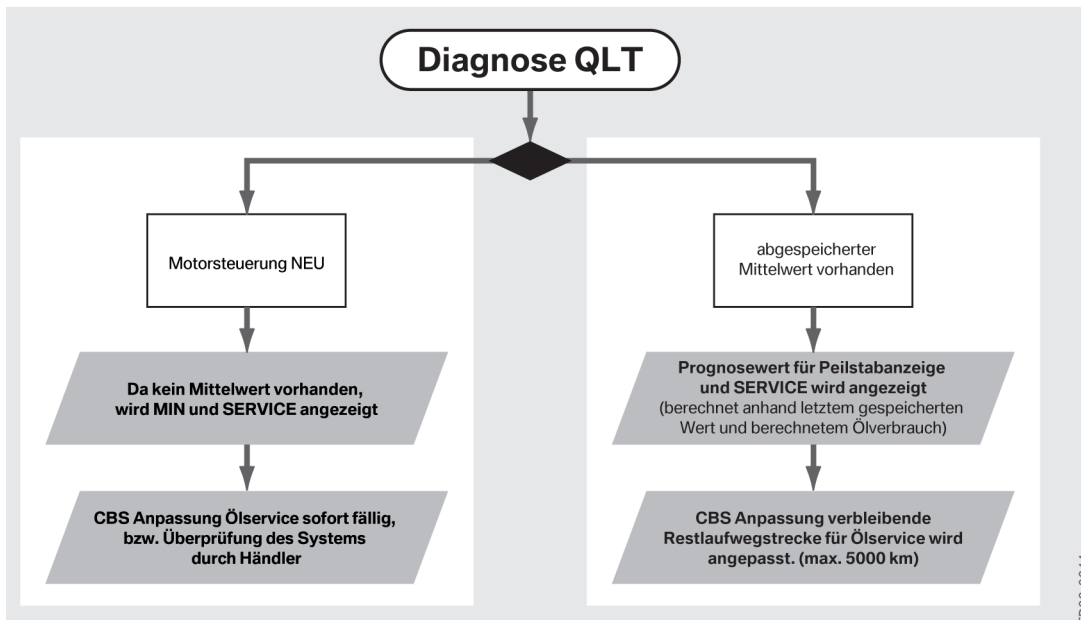 Diagnose QLT
Motorsteuerung NEU
Da kein Mittelwert vorhanden,
wird MIN und SERVICE angezeigt
CBS Anpassung Ölservice sofort fällig,
bzw. Überprüfung des Systems
durch Händler
abgespeicherter
Mittelwert vorhanden
Prognosewert für Peilstabanzeige
und SERVICE wird angezeigt
(berechnet anhand letztem gespeicherten
Wert und berechnetem Ölverbrauch)
CBS Anpassung verbleibende
Restlaufwegstrecke für Ölservice wird
angepasst. (max. 5000 km)